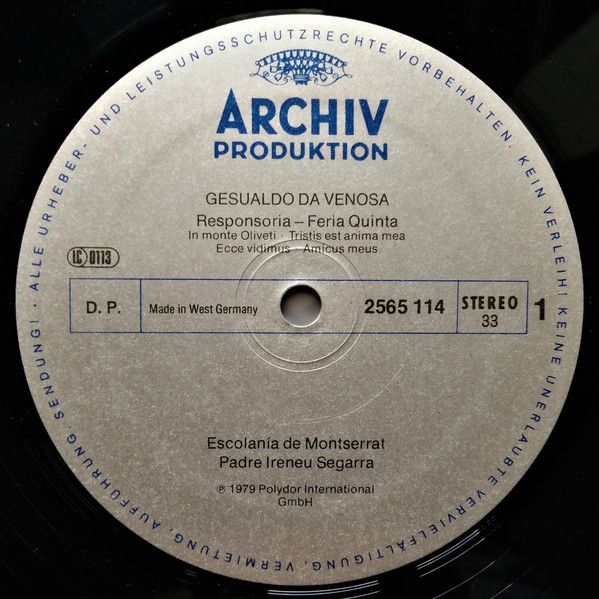 ALLE URHEBER- UND LEISTUNGSSCHUTZRECHTE VORBEHALTEN. KEIN VERLEIH! KEINE UNERLAUBTE VERVIELFÄLTIGUNG, VERMIETUNG, AUFFÜHRUNG, SENDUNG! ·
ARCHIV
PRODUKTION
GESUALDO DA VENOSA
Responsoria – Feria Quinta
In monte Oliveti · Tristis est anima mea
Ecce vidimus · Amicus meus
LC 0113
D. P. Made in West Germany 2565 114 STEREO 33 1
Escolanía de Montserrat
Padre Ireneu Segarra
℗ 1979 Polydor International
GmbH